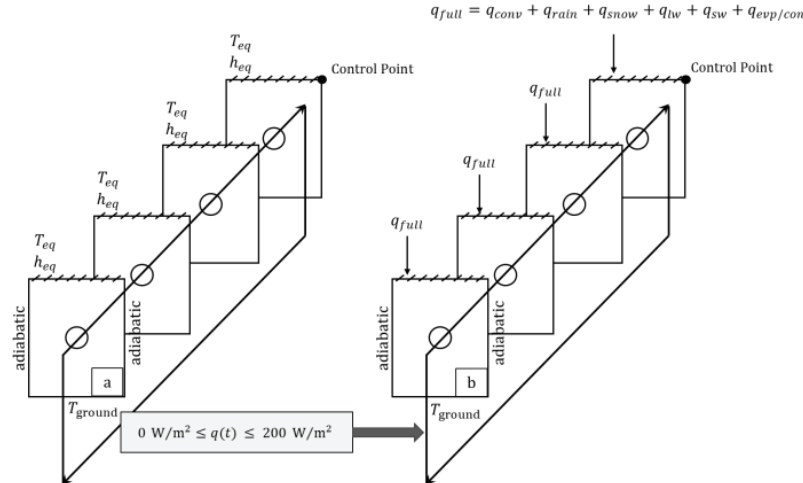 q_full = q_conv + q_rain + q_snow + q_lw + q_sw + q_evp/con
T_eq
h_eq
Control Point
T_eq
h_eq
T_eq
h_eq
T_eq
h_eq
adiabatic
adiabatic
a
T_ground
Control Point
q_full
q_full
q_full
adiabatic
adiabatic
b
T_ground
0 W/m² ≤ q(t) ≤ 200 W/m²